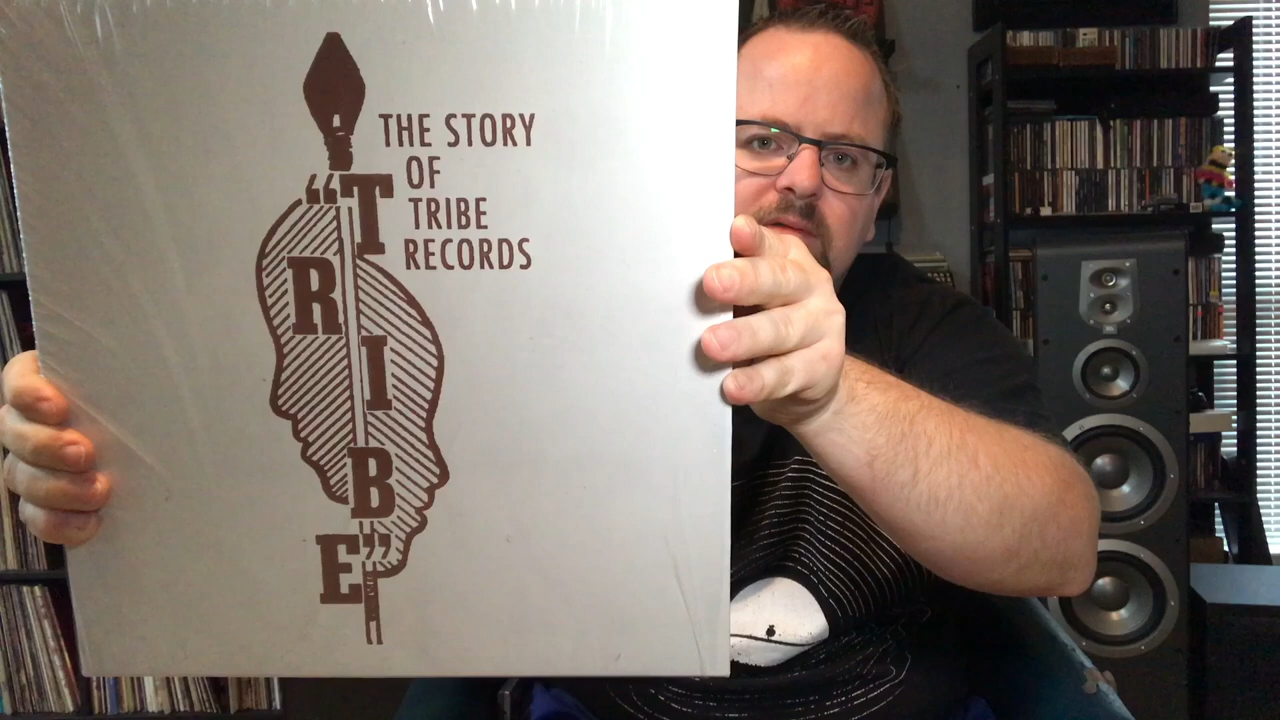 THE STORY
OF
TRIBE
RECORDS
"TRIBE"